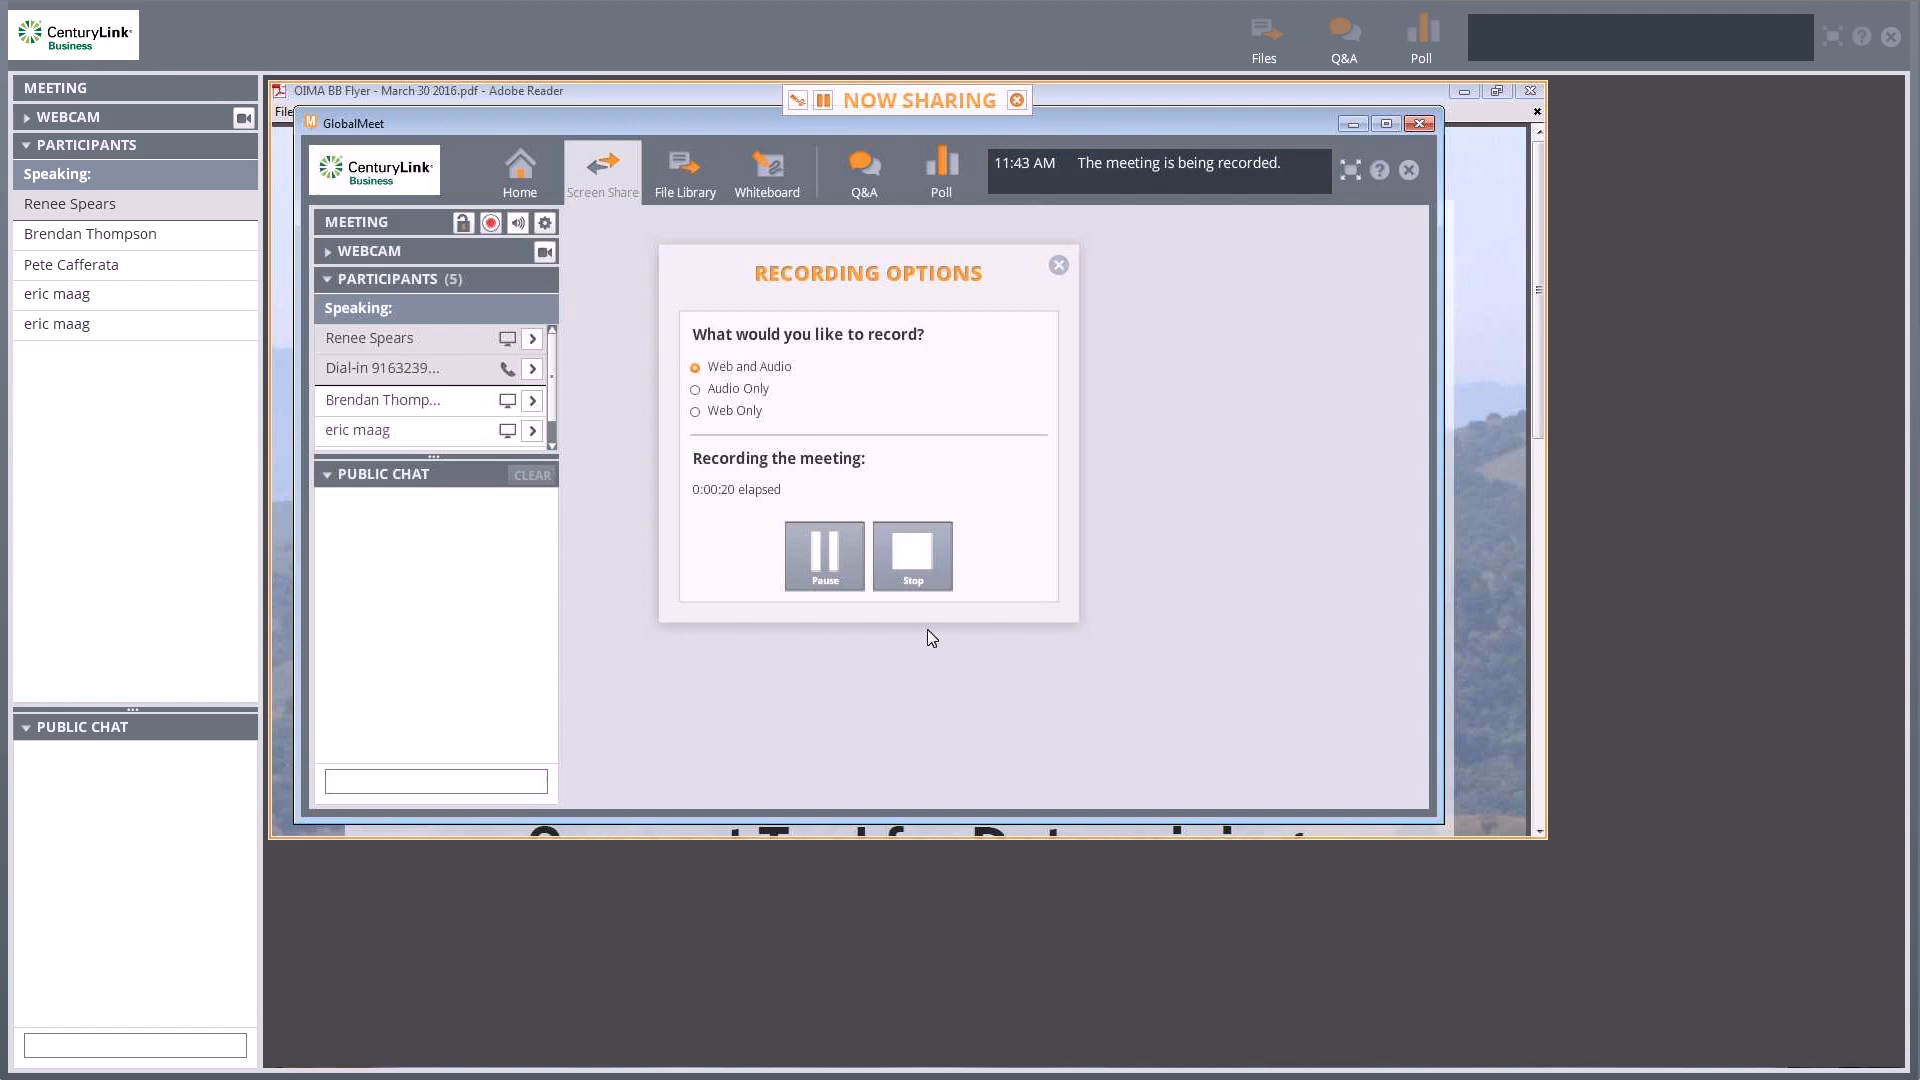 CenturyLink
Business
Files
Q&A
Poll
MEETING
WEBCAM
PARTICIPANTS
Speaking:
Renee Spears
Brendan Thompson
Pete Cafferata
eric maag
eric maag
PUBLIC CHAT
OIMA BB Flyer - March 30 2016.pdf - Adobe Reader
NOW SHARING
File
GlobalMeet
CenturyLink
Business
Home
Screen Share
File Library
Whiteboard
Q&A
Poll
11:43 AM The meeting is being recorded.
MEETING
WEBCAM
PARTICIPANTS (5)
Speaking:
Renee Spears
Dial-in 9163239...
Brendan Thomp...
eric maag
PUBLIC CHAT
CLEAR
RECORDING OPTIONS
What would you like to record?
Web and Audio
Audio Only
Web Only
Recording the meeting:
0:00:20 elapsed
Pause
Stop